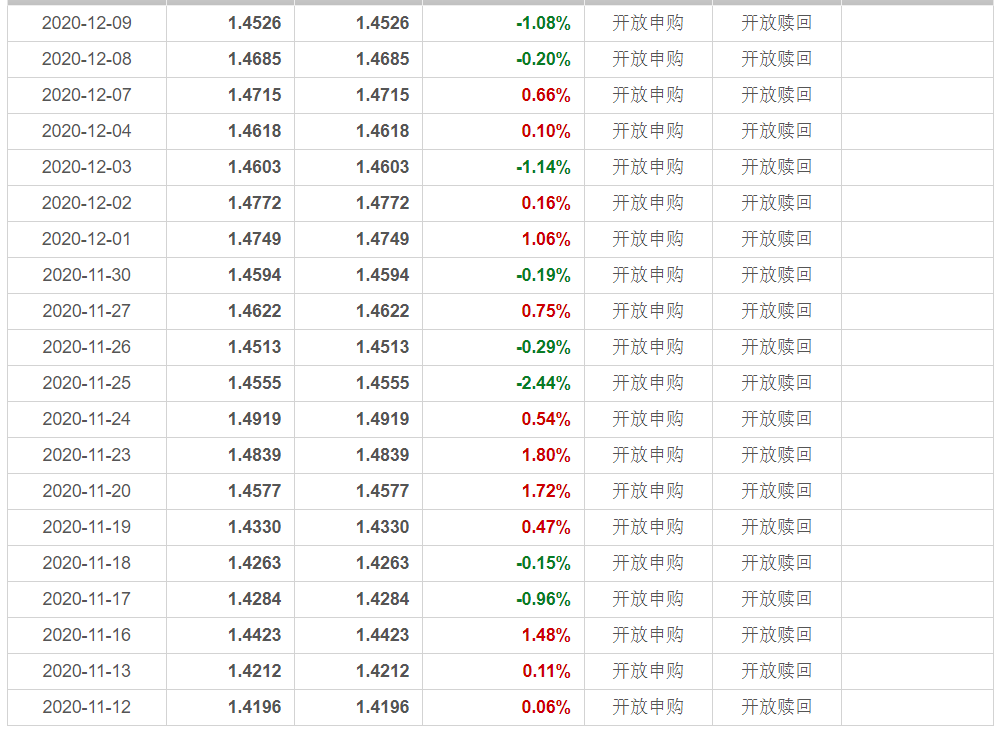 2020-12-09 1.4526 1.4526 -1.08% 开放申购 开放赎回
2020-12-08 1.4685 1.4685 -0.20% 开放申购 开放赎回
2020-12-07 1.4715 1.4715 0.66% 开放申购 开放赎回
2020-12-04 1.4618 1.4618 0.10% 开放申购 开放赎回
2020-12-03 1.4603 1.4603 -1.14% 开放申购 开放赎回
2020-12-02 1.4772 1.4772 0.16% 开放申购 开放赎回
2020-12-01 1.4749 1.4749 1.06% 开放申购 开放赎回
2020-11-30 1.4594 1.4594 -0.19% 开放申购 开放赎回
2020-11-27 1.4622 1.4622 0.75% 开放申购 开放赎回
2020-11-26 1.4513 1.4513 -0.29% 开放申购 开放赎回
2020-11-25 1.4555 1.4555 -2.44% 开放申购 开放赎回
2020-11-24 1.4919 1.4919 0.54% 开放申购 开放赎回
2020-11-23 1.4839 1.4839 1.80% 开放申购 开放赎回
2020-11-20 1.4577 1.4577 1.72% 开放申购 开放赎回
2020-11-19 1.4330 1.4330 0.47% 开放申购 开放赎回
2020-11-18 1.4263 1.4263 -0.15% 开放申购 开放赎回
2020-11-17 1.4284 1.4284 -0.96% 开放申购 开放赎回
2020-11-16 1.4423 1.4423 1.48% 开放申购 开放赎回
2020-11-13 1.4212 1.4212 0.11% 开放申购 开放赎回
2020-11-12 1.4196 1.4196 0.06% 开放申购 开放赎回